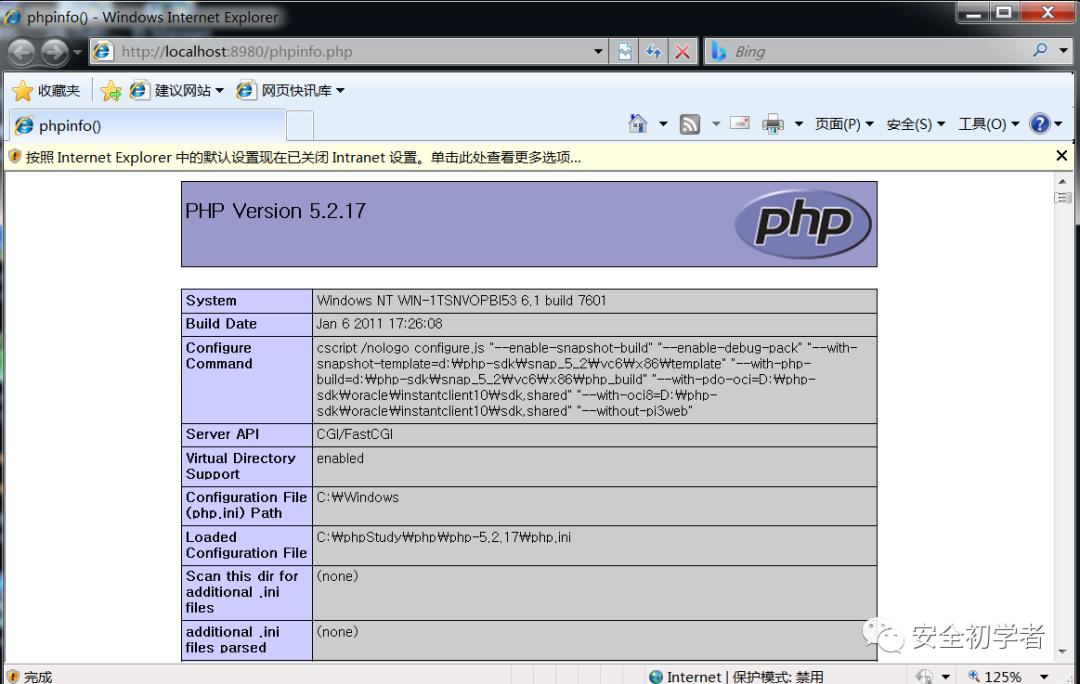 phpinfo() - Windows Internet Explorer
http://localhost:8980/phpinfo.php
Bing
收藏夹 建议网站 网页快讯库
phpinfo()
页面(P) 安全(S) 工具(O)
按照 Internet Explorer 中的默认设置现在已关闭 Intranet 设置。单击此处查看更多选项...
PHP Version 5.2.17
php
System Windows NT WIN-1TSNVOPBI53 6.1 build 7601
Build Date Jan 6 2011 17:26:08
Configure Command cscript /nologo configure.js "--enable-snapshot-build" "--enable-debug-pack" "--with-
snapshot-template=d:₩php-sdk₩snap_5_2₩vc6₩x86₩template" "--with-php-
build=d:₩php-sdk₩snap_5_2₩vc6₩x86₩php_build" "--with-pdo-oci=D:₩php-
sdk₩oracle₩instantclient10₩sdk,shared" "--with-oci8=D:₩php-
sdk₩oracle₩instantclient10₩sdk,shared" "--without-pi3web"
Server API CGI/FastCGI
Virtual Directory Support enabled
Configuration File (php.ini) Path C:₩Windows
Loaded Configuration File C:₩phpStudy₩php₩php-5.2.17₩php.ini
Scan this dir for additional .ini files (none)
additional .ini files parsed (none)
安全初学者
完成 Internet | 保护模式: 禁用 125%